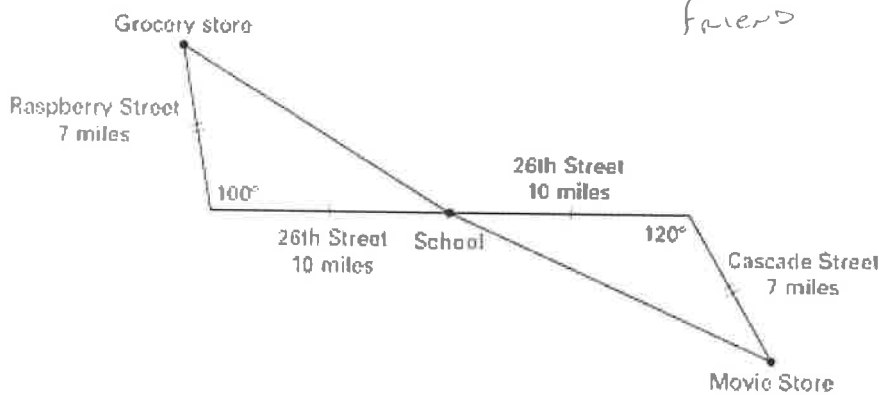 Friend
Grocery store
Raspberry Street
7 miles
100°
26th Street
10 miles
School
26th Street
10 miles
120°
Cascade Street
7 miles
Movie Store